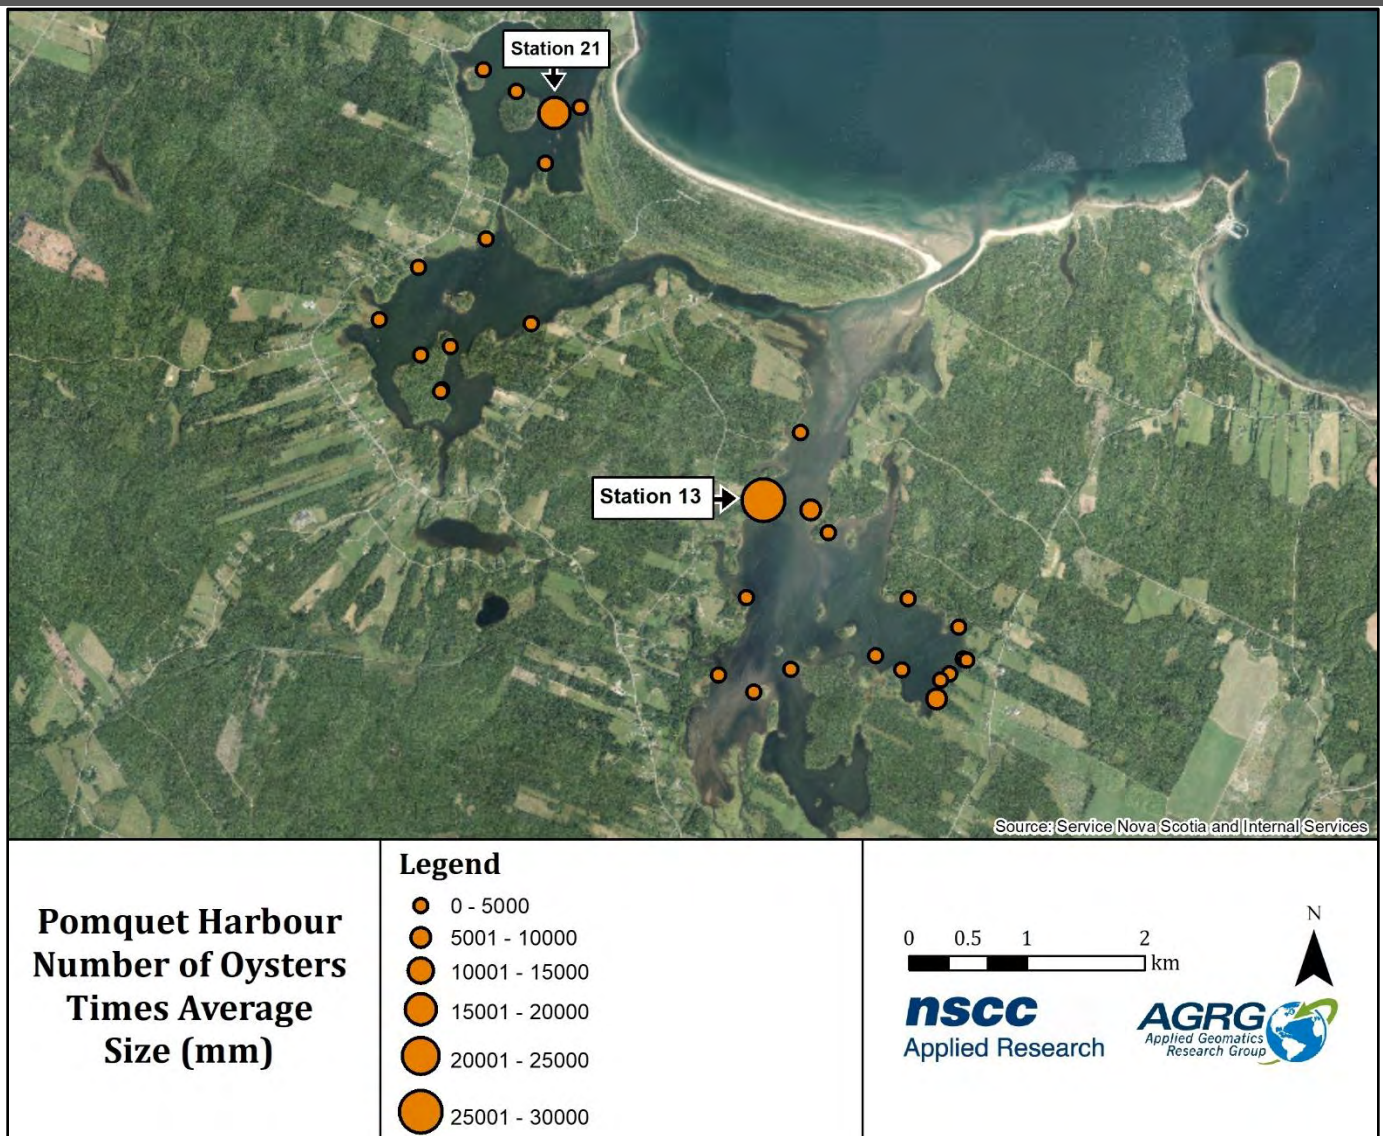 Station 21
Station 13
Source: Service Nova Scotia and Internal Services
Pomquet Harbour
Number of Oysters
Times Average
Size (mm)
Legend
0 - 5000
5001 - 10000
10001 - 15000
15001 - 20000
20001 - 25000
25001 - 30000
0 0.5 1 2
km
N
nscc
Applied Research
AGRG
Applied Geomatics
Research Group